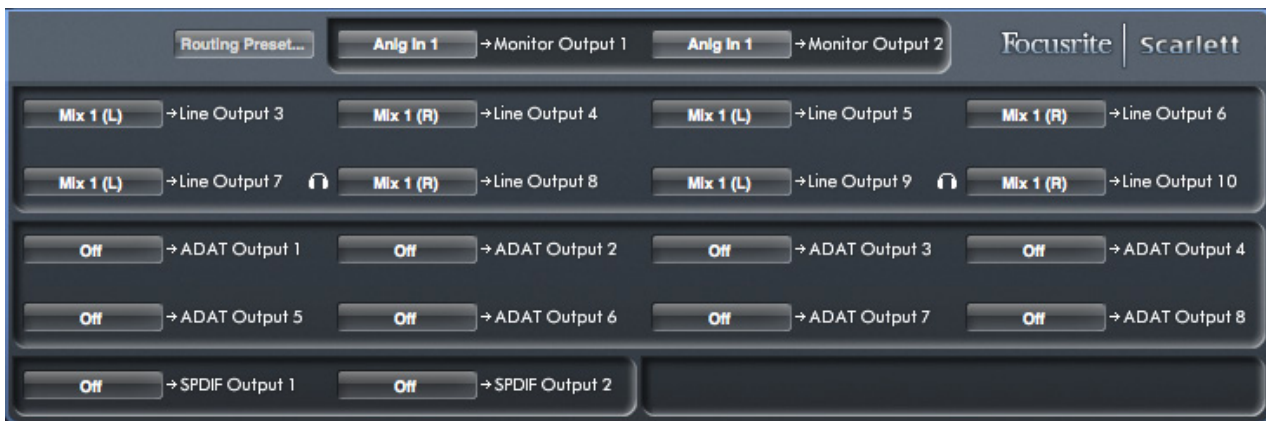 Routing Preset... Anlg In 1 →Monitor Output 1 Anlg In 1 →Monitor Output 2 Focusrite | Scarlett
Mix 1 (L) →Line Output 3 Mix 1 (R) →Line Output 4 Mix 1 (L) →Line Output 5 Mix 1 (R) →Line Output 6
Mix 1 (L) →Line Output 7 Mix 1 (R) →Line Output 8 Mix 1 (L) →Line Output 9 Mix 1 (R) →Line Output 10
Off →ADAT Output 1 Off →ADAT Output 2 Off →ADAT Output 3 Off →ADAT Output 4
Off →ADAT Output 5 Off →ADAT Output 6 Off →ADAT Output 7 Off →ADAT Output 8
Off →SPDIF Output 1 Off →SPDIF Output 2